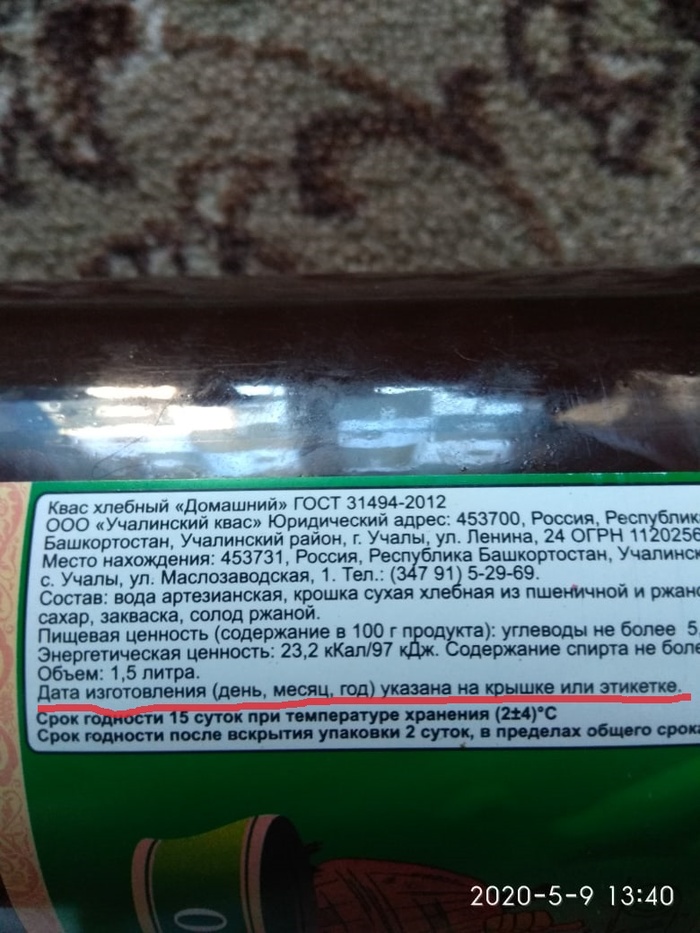 Квас хлебный «Домашний» ГОСТ 31494-2012
ООО «Учалинский квас» Юридический адрес: 453700, Россия, Республик
Башкортостан, Учалинский район, г. Учалы, ул. Ленина, 24 ОГРН 1120256
Место нахождения: 453731, Россия, Республика Башкортостан, Учалинск
с. Учалы, ул. Маслозаводская, 1. Тел.: (347 91) 5-29-69.
Состав: вода артезианская, крошка сухая хлебная из пшеничной и ржано
сахар, закваска, солод ржаной.
Пищевая ценность (содержание в 100 г продукта): углеводы не более 5,
Энергетическая ценность: 23,2 кКал/97 кДж. Содержание спирта не боле
Объем: 1,5 литра.
Дата изготовления (день, месяц, год) указана на крышке или этикетке.
Срок годности 15 суток при температуре хранения (2±4)°С
Срок годности после вскрытия упаковки 2 суток, в пределах общего срока
2020-5-9 13:40